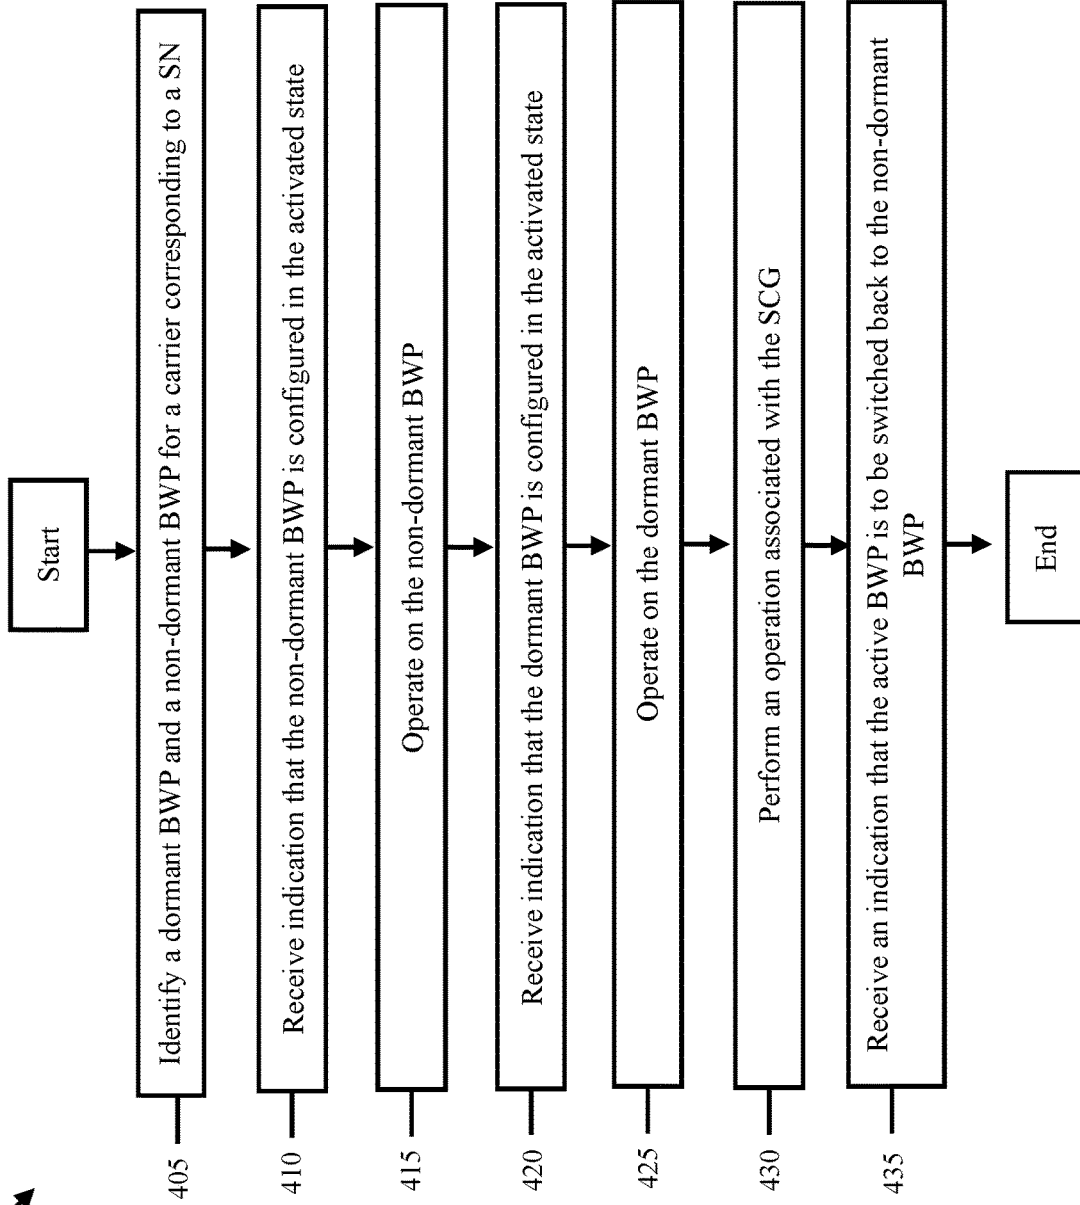 Start
405
Identify a dormant BWP and a non-dormant BWP for a carrier corresponding to a SN
410
Receive indication that the non-dormant BWP is configured in the activated state
415
Operate on the non-dormant BWP
420
Receive indication that the dormant BWP is configured in the activated state
425
Operate on the dormant BWP
430
Perform an operation associated with the SCG
435
Receive an indication that the active BWP is to be switched back to the non-dormant
BWP
End